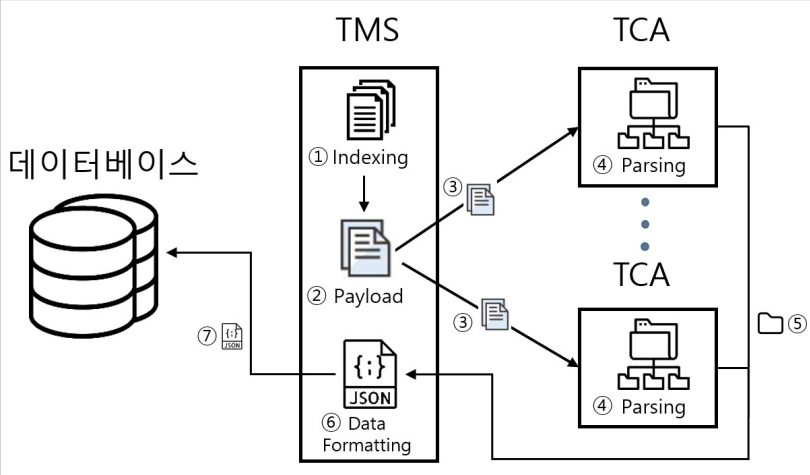 TMS
TCA
① Indexing
④ Parsing
데이터베이스
③
② Payload
TCA
③
⑦
JSON
⑤
JSON
④ Parsing
⑥ Data
Formatting